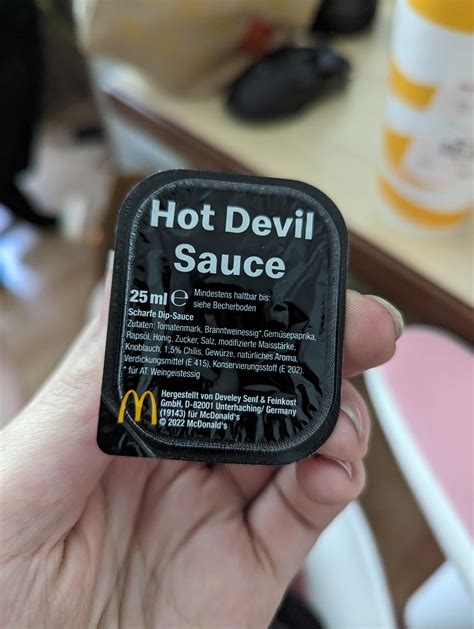 Hot Devil
Sauce
25 ml ℮ Mindestens haltbar bis:
siehe Becherboden
Scharfe Dip-Sauce
Zutaten: Tomatenmark, Branntweinessig*,Gemüsepaprika,
Rapsöl, Honig, Zucker, Salz, modifizierte Maisstärke,
Knoblauch, 1.5% Chilis, Gewürze, natürliches Aroma,
Verdickungsmittel (E 415), Konservierungsstoff (E 202).
* für AT: Weingeistessig
Hergestellt von Develey Senf & Feinkost
GmbH, D-82001 Unterhaching/ Germany
(19143) für McDonald's
© 2022 McDonald's